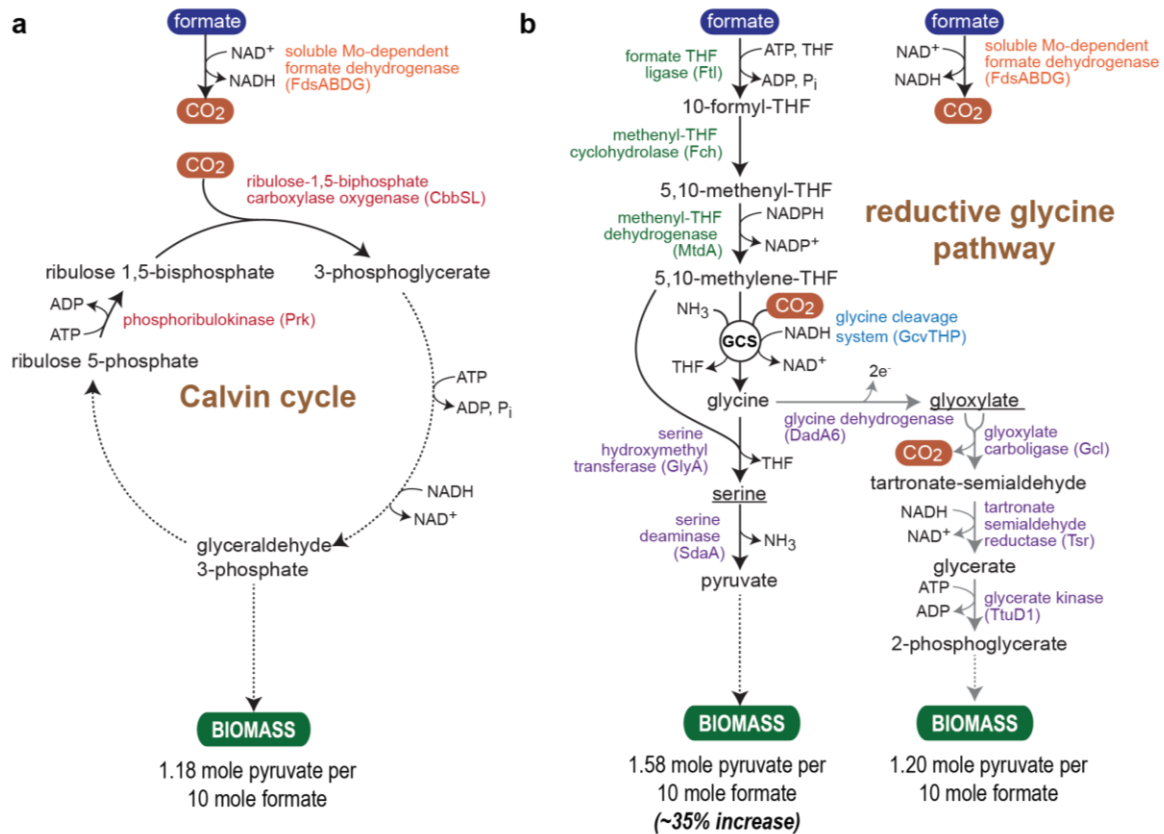 a
formate
NAD⁺
NADH
soluble Mo-dependent
formate dehydrogenase
(FdsABDG)
CO₂
CO₂
ribulose-1,5-biphosphate
carboxylase oxygenase (CbbSL)
ribulose 1,5-bisphosphate
3-phosphoglycerate
ADP
ATP
phosphoribulokinase (Prk)
ribulose 5-phosphate
Calvin cycle
ATP
ADP, Pᵢ
NADH
NAD⁺
glyceraldehyde
3-phosphate
BIOMASS
1.18 mole pyruvate per
10 mole formate
b
formate
formate THF
ligase (Ftl)
ATP, THF
ADP, Pᵢ
10-formyl-THF
methenyl-THF
cyclohydrolase (Fch)
5,10-methenyl-THF
methenyl-THF
dehydrogenase
(MtdA)
NADPH
NADP⁺
5,10-methylene-THF
NH₃
CO₂
NADH
GCS
THF
NAD⁺
glycine cleavage
system (GcvTHP)
glycine
2e⁻
glycine dehydrogenase
(DadA6)
serine
hydroxymethyl
transferase (GlyA)
THF
serine
serine
deaminase
(SdaA)
NH₃
pyruvate
BIOMASS
1.58 mole pyruvate per
10 mole formate
(~35% increase)
formate
NAD⁺
NADH
soluble Mo-dependent
formate dehydrogenase
(FdsABDG)
CO₂
reductive glycine
pathway
glyoxylate
CO₂
glyoxylate
carboligase (Gcl)
tartronate-semialdehyde
NADH
NAD⁺
tartronate
semialdehyde
reductase (Tsr)
glycerate
ATP
ADP
glycerate kinase
(TtuD1)
2-phosphoglycerate
BIOMASS
1.20 mole pyruvate per
10 mole formate